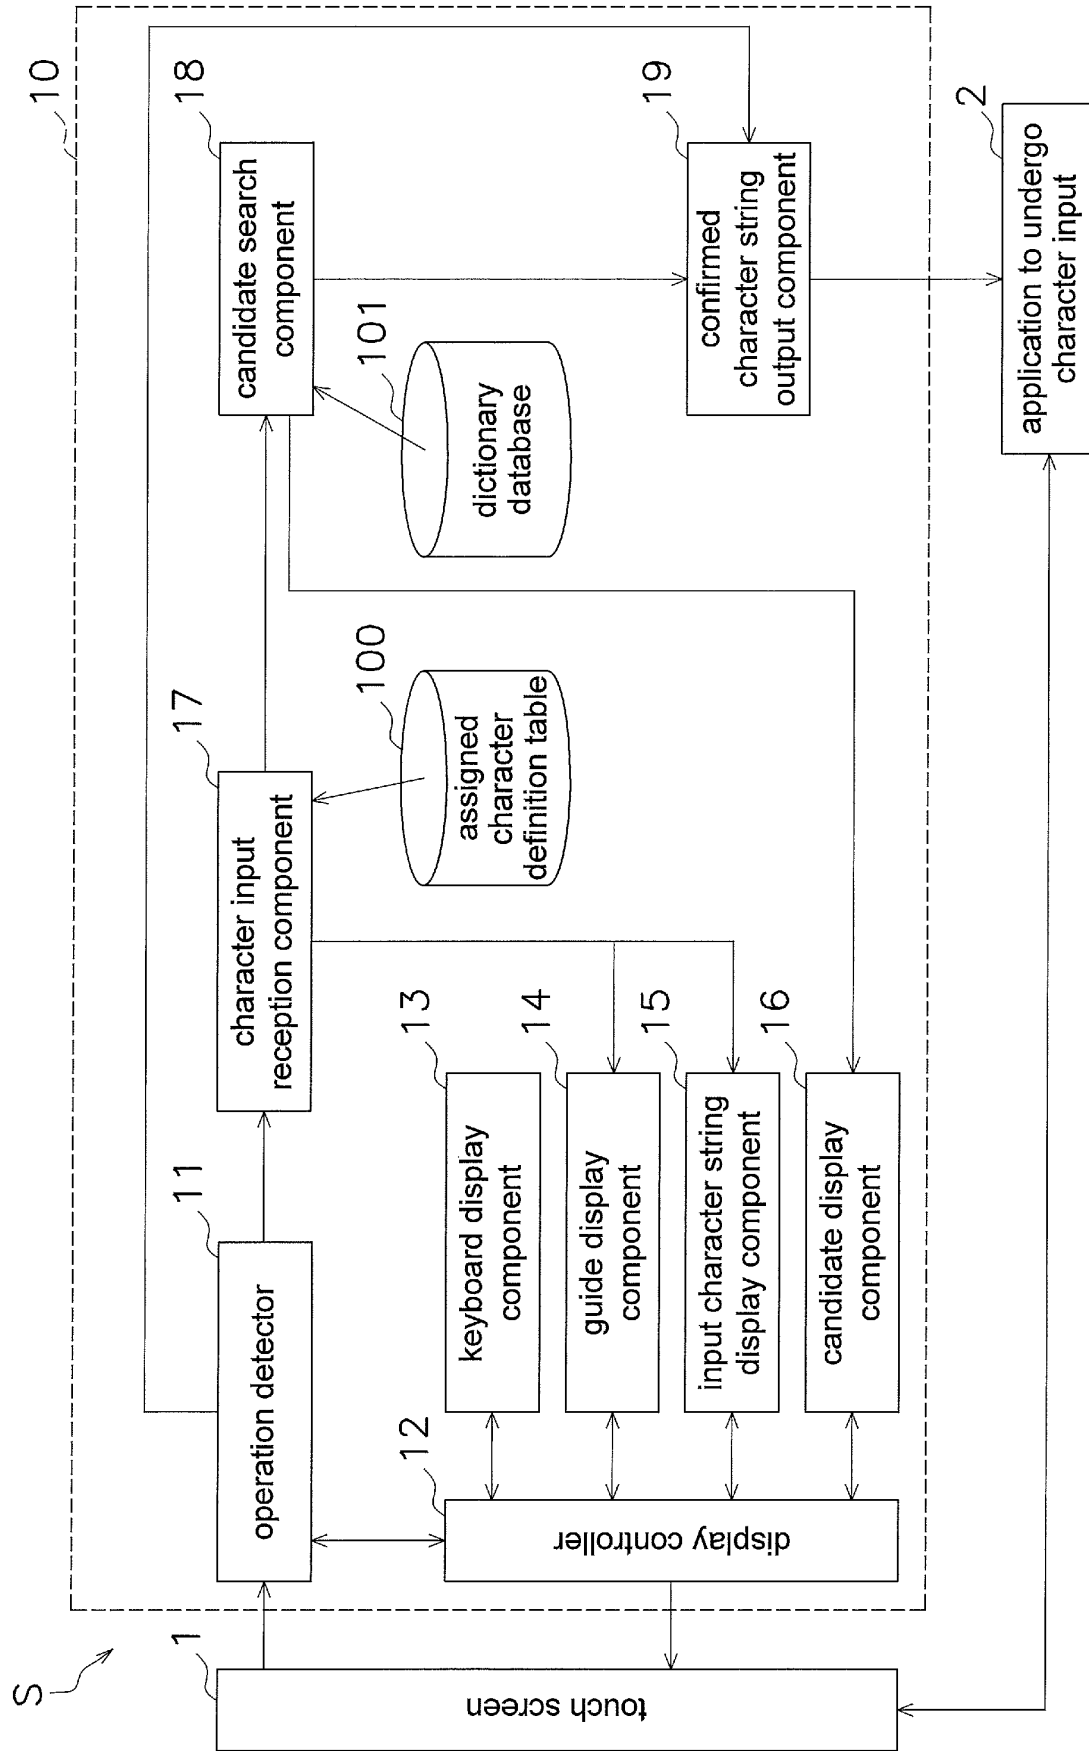 S
10
1
touch screen
11
operation detector
12
display controller
17
character input
reception component
18
candidate search
component
100
assigned
character
definition table
101
dictionary
database
13
keyboard display
component
14
guide display
component
15
input character string
display component
16
candidate display
component
19
confirmed
character string
output component
2
application to undergo
character input